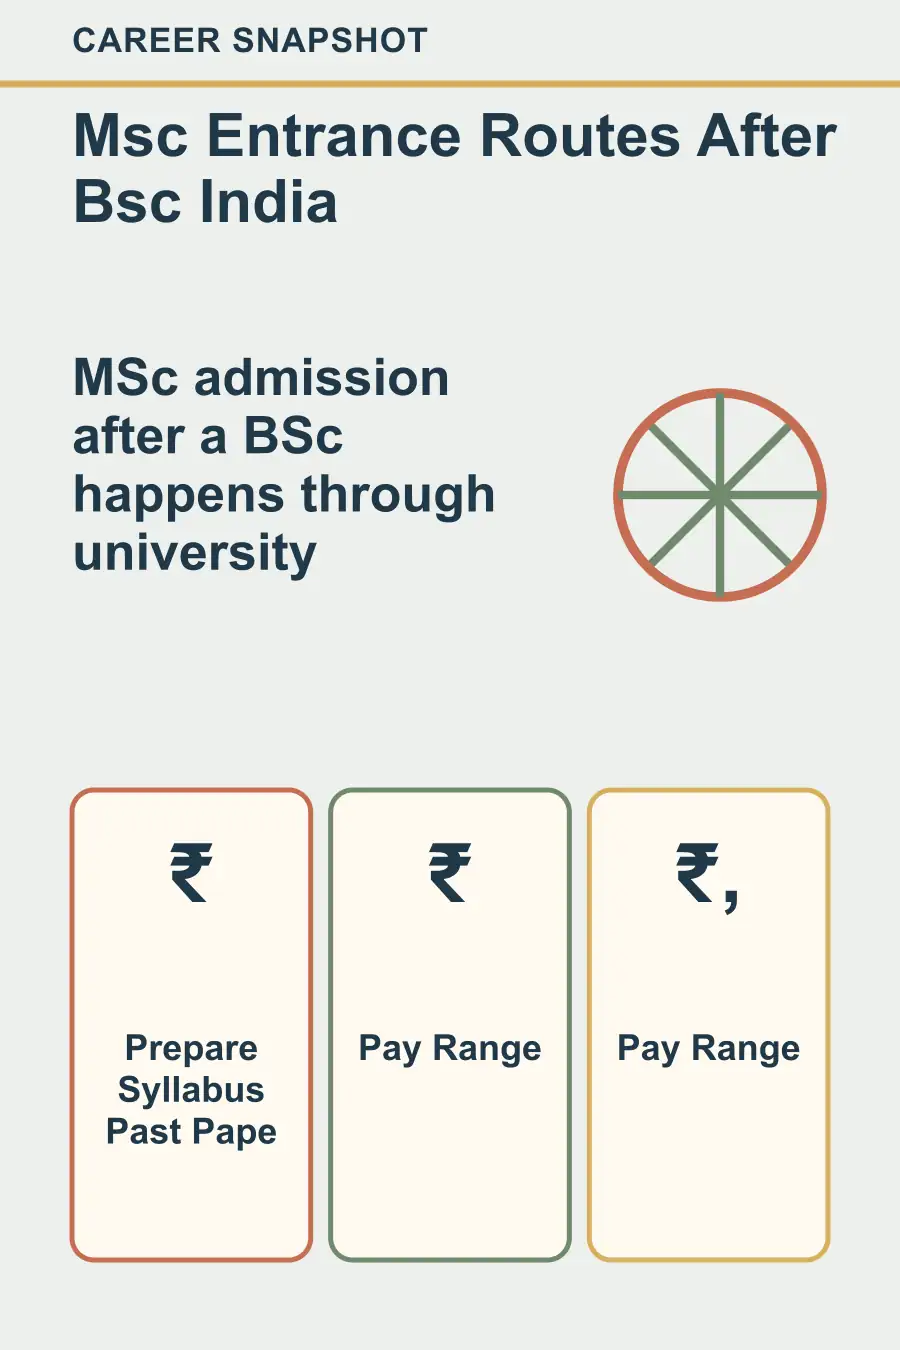 CAREER SNAPSHOT
Msc Entrance Routes After
Bsc India
MSc admission
after a BSc
happens through
university
₹
Prepare
Syllabus
Past Pape
₹
Pay Range
₹,
Pay Range